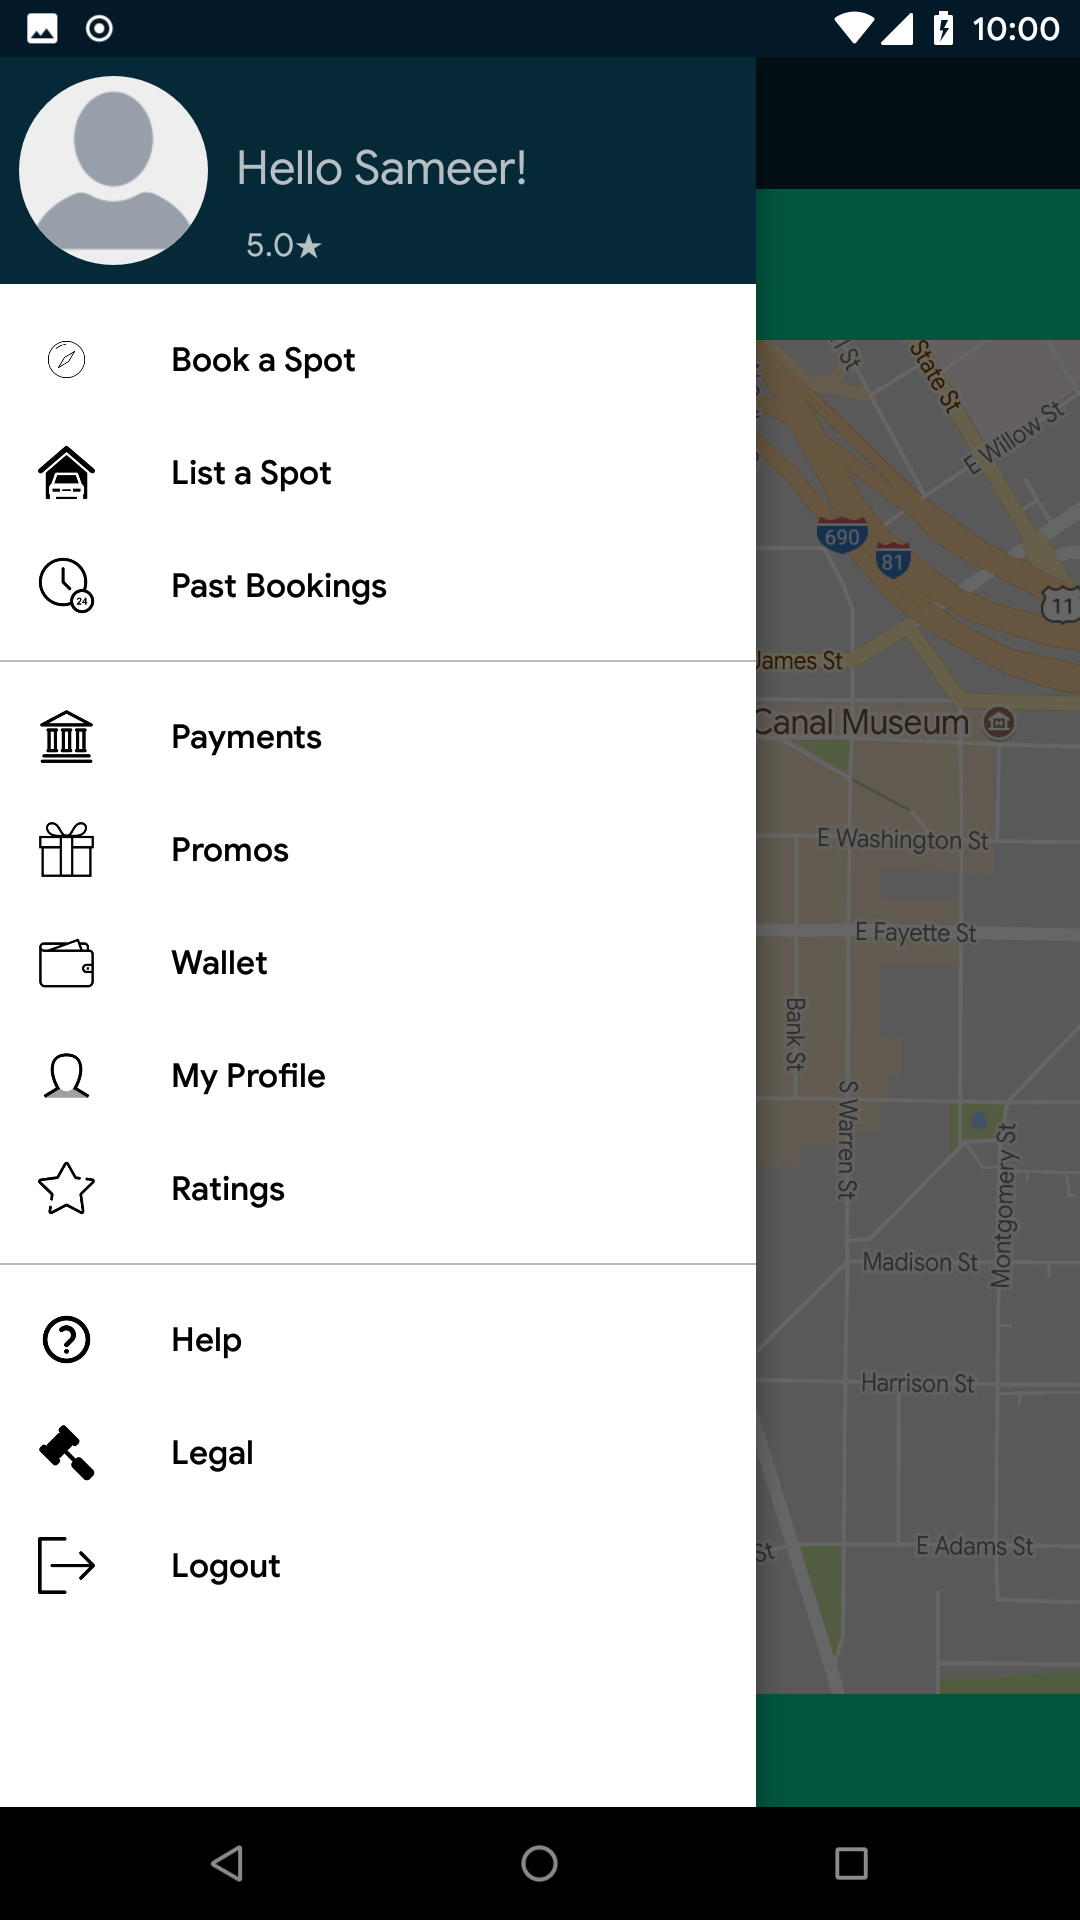 10:00
Hello Sameer!
5.0★
Book a Spot
List a Spot
24
Past Bookings
Payments
Promos
Wallet
My Profile
Ratings
Help
Legal
Logout
St
State St
E Willow St
690
81
11
James St
Canal Museum
E Washington St
E Fayette St
Bank St
S Warren St
Montgomery St
Madison St
Harrison St
St
E Adams St